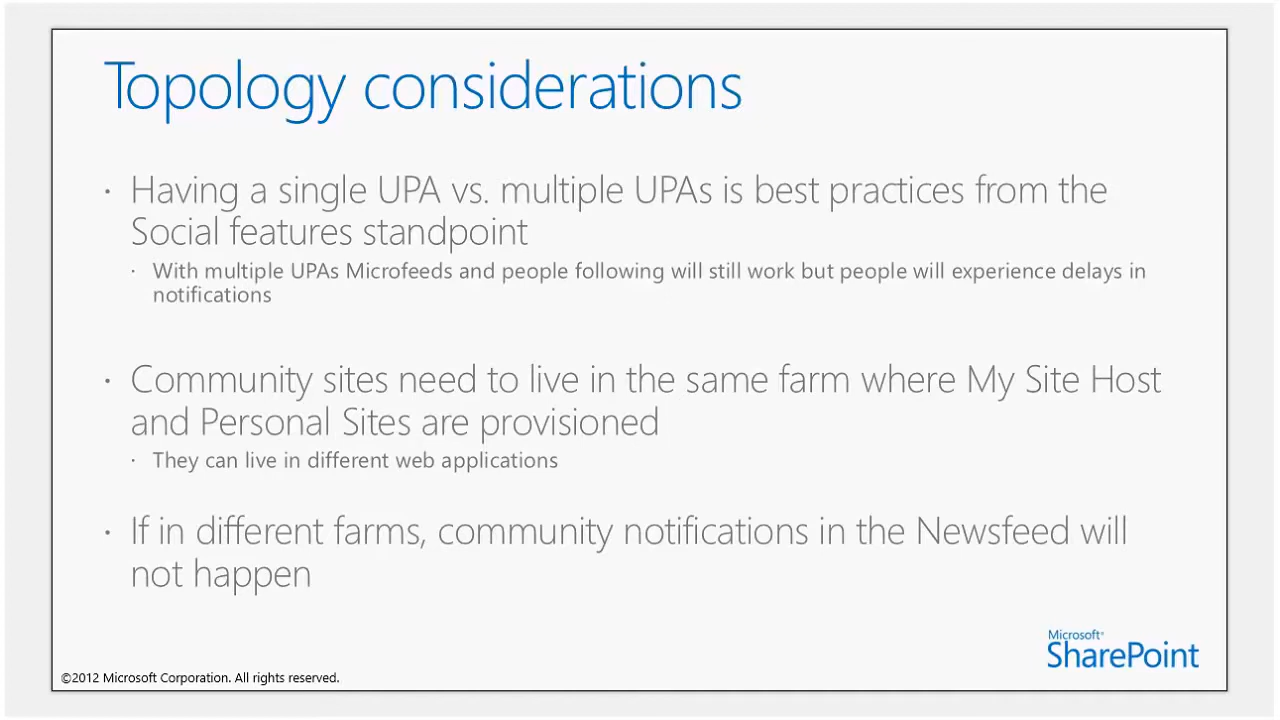 Topology considerations
· Having a single UPA vs. multiple UPAs is best practices from the
Social features standpoint
· With multiple UPAs Microfeeds and people following will still work but people will experience delays in
notifications
· Community sites need to live in the same farm where My Site Host
and Personal Sites are provisioned
· They can live in different web applications
· If in different farms, community notifications in the Newsfeed will
not happen
Microsoft®
SharePoint
©2012 Microsoft Corporation. All rights reserved.